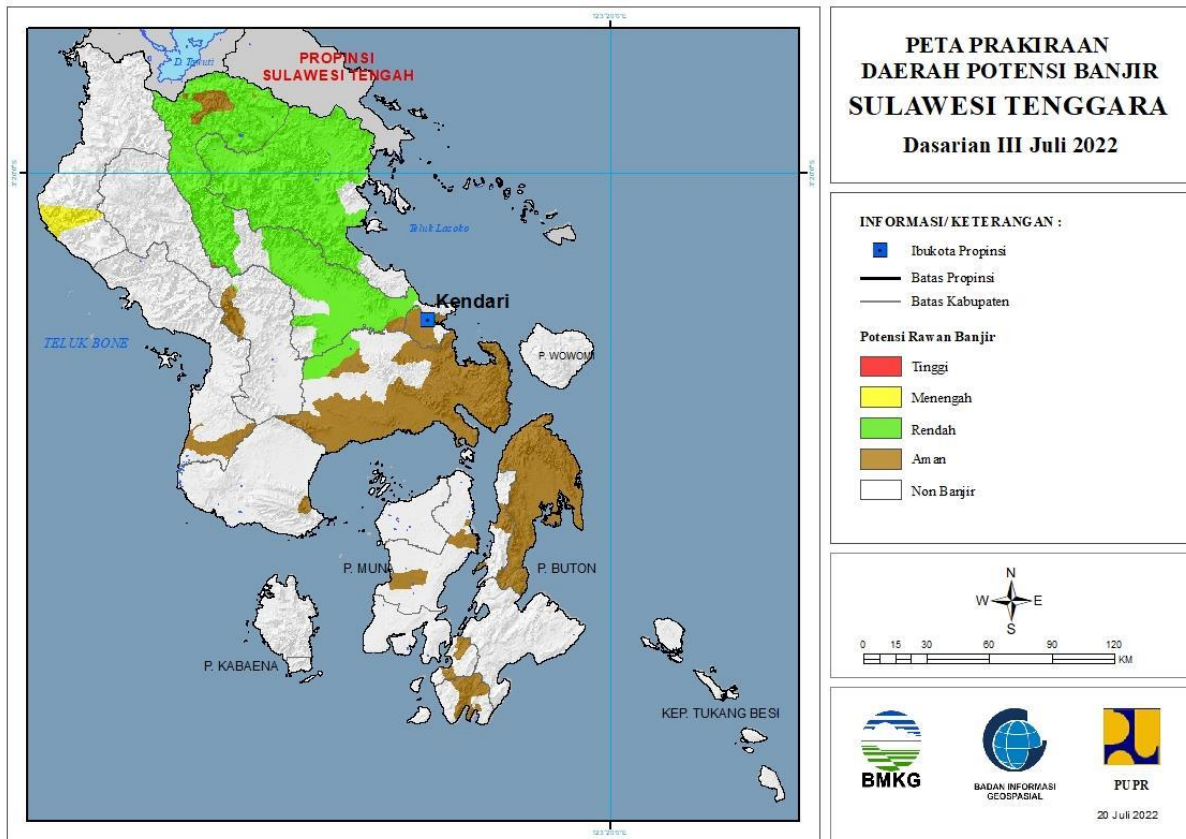 PETA PRAKIRAAN
DAERAH POTENSI BANJIR
SULAWESI TENGGARA
Dasarian III Juli 2022
INFORMASI/ KETERANGAN :
Ibukota Propinsi
Batas Propinsi
Batas Kabupaten
Potensi Rawan Banjir
Tinggi
Menengah
Rendah
Aman
Non Banjir
N
W E
S
0 15 30 60 90 120
KM
BMKG
BADAN INFORMASI
GEOSPASIAL
PUPR
20 Juli 2022
D. Towuti
PROPINSI
SULAWESI TENGAH
Teluk Lasolo
Kendari
TELUK BONE
P. WOWONI
P. MUNA
P. BUTON
P. KABAENA
KEP. TUKANG BESI